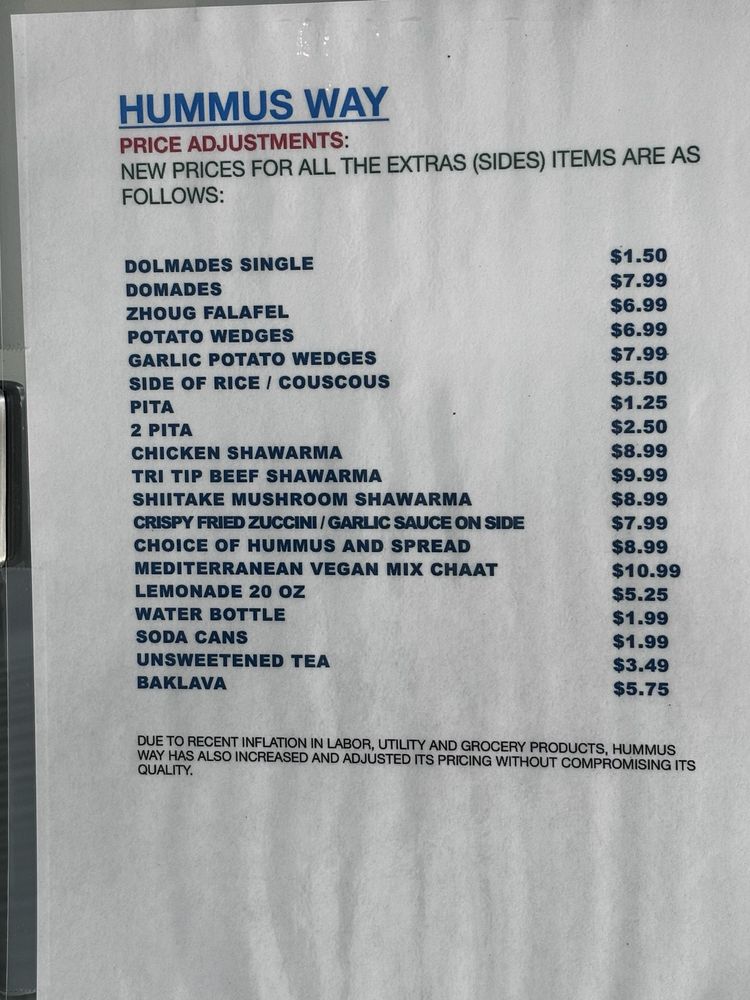 HUMMUS WAY
PRICE ADJUSTMENTS:
NEW PRICES FOR ALL THE EXTRAS (SIDES) ITEMS ARE AS
FOLLOWS:
DOLMADES SINGLE $1.50
DOMADES $7.99
ZHOUG FALAFEL $6.99
POTATO WEDGES $6.99
GARLIC POTATO WEDGES $7.99
SIDE OF RICE / COUSCOUS $5.50
PITA $1.25
2 PITA $2.50
CHICKEN SHAWARMA $8.99
TRI TIP BEEF SHAWARMA $9.99
SHIITAKE MUSHROOM SHAWARMA $8.99
CRISPY FRIED ZUCCINI / GARLIC SAUCE ON SIDE $7.99
CHOICE OF HUMMUS AND SPREAD $8.99
MEDITERRANEAN VEGAN MIX CHAAT $10.99
LEMONADE 20 OZ $5.25
WATER BOTTLE $1.99
SODA CANS $1.99
UNSWEETENED TEA $3.49
BAKLAVA $5.75
DUE TO RECENT INFLATION IN LABOR, UTILITY AND GROCERY PRODUCTS, HUMMUS
WAY HAS ALSO INCREASED AND ADJUSTED ITS PRICING WITHOUT COMPROMISING ITS
QUALITY.